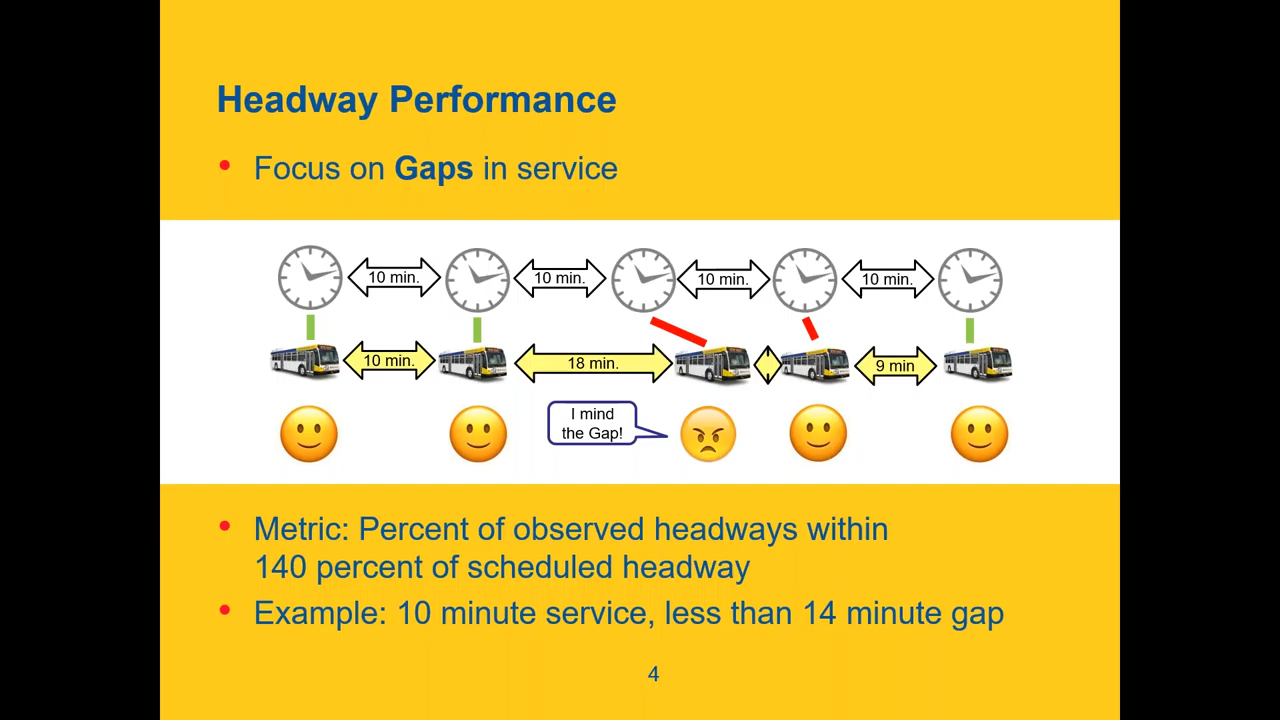 Headway Performance
• Focus on Gaps in service
10 min.
10 min.
10 min.
10 min.
10 min.
18 min.
9 min
I mind
the Gap!
• Metric: Percent of observed headways within
140 percent of scheduled headway
• Example: 10 minute service, less than 14 minute gap
4